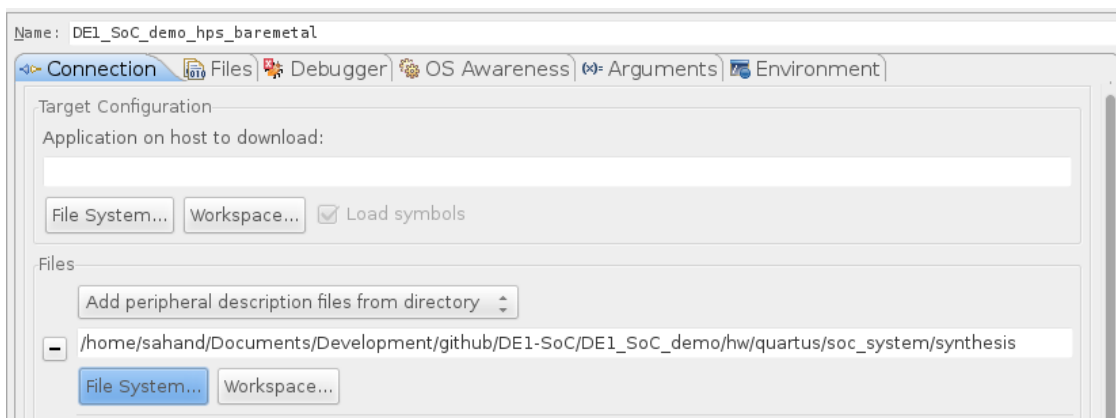 Name: DE1_SoC_demo_hps_baremetal
Connection Files Debugger OS Awareness Arguments Environment
Target Configuration
Application on host to download:
File System... Workspace... Load symbols
Files
Add peripheral description files from directory
/home/sahand/Documents/Development/github/DE1-SoC/DE1_SoC_demo/hw/quartus/soc_system/synthesis
File System... Workspace...